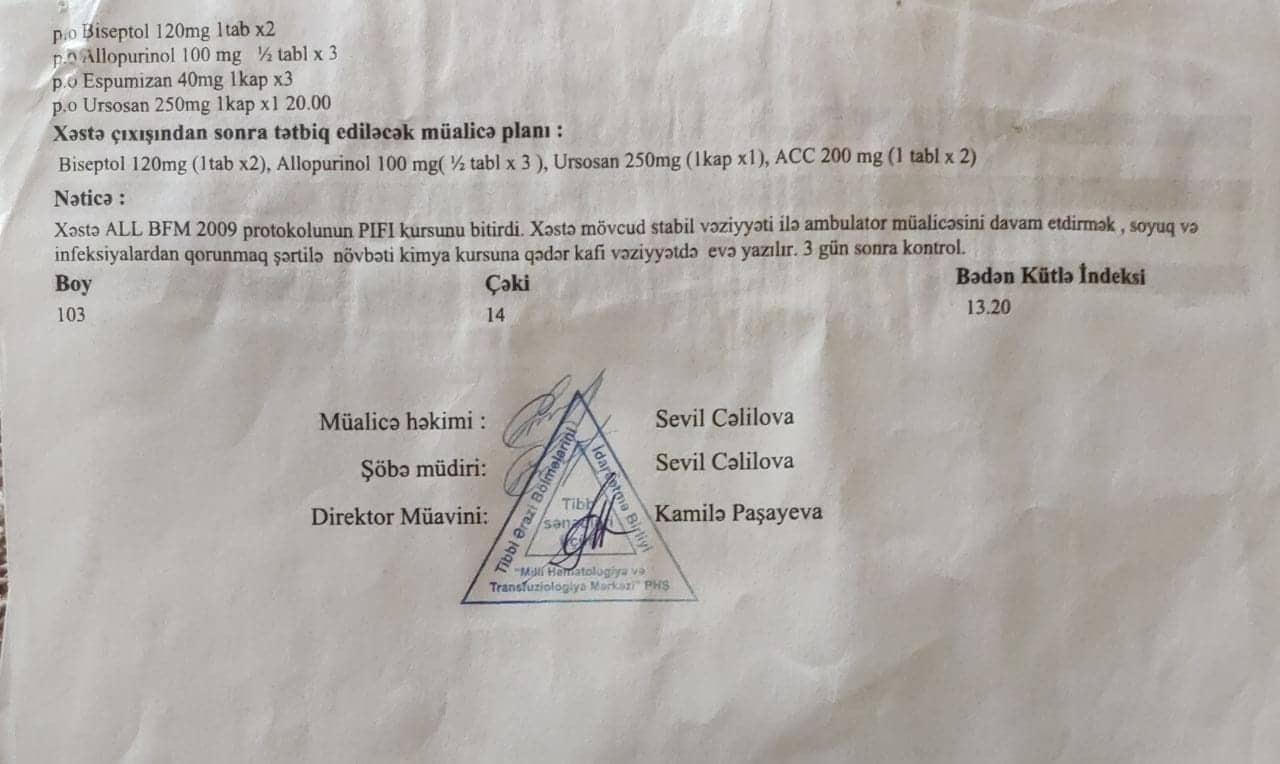 p.o Biseptol 120mg 1tab x2
p.o Allopurinol 100 mg ½ tabl x 3
p.o Espumizan 40mg 1kap x3
p.o Ursosan 250mg 1kap x1 20.00
Xəstə çıxışından sonra tətbiq ediləcək müalicə planı :
Biseptol 120mg (1tab x2), Allopurinol 100 mg( ½ tabl x 3 ), Ursosan 250mg (1kap x1), ACC 200 mg (1 tabl x 2)
Nəticə :
Xəstə ALL BFM 2009 protokolunun PIFI kursunu bitirdi. Xəstə mövcud stabil vəziyyəti ilə ambulator müalicəsini davam etdirmək , soyuq və
infeksiyalardan qorunmaq şərtilə növbəti kimya kursuna qədər kafi vəziyyətdə evə yazılır. 3 gün sonra kontrol.
Boy Çəki Bədən Kütlə İndeksi
103 14 13.20
Müalicə həkimi : Sevil Cəlilova
Şöbə müdiri: Sevil Cəlilova
Direktor Müavini: Kamilə Paşayeva
Tibbi Ərazi Bölmələrini
İdarəetmə Birliyi
"Milli Hematologiya və
Transfuziologiya Mərkəzi" PHŞ